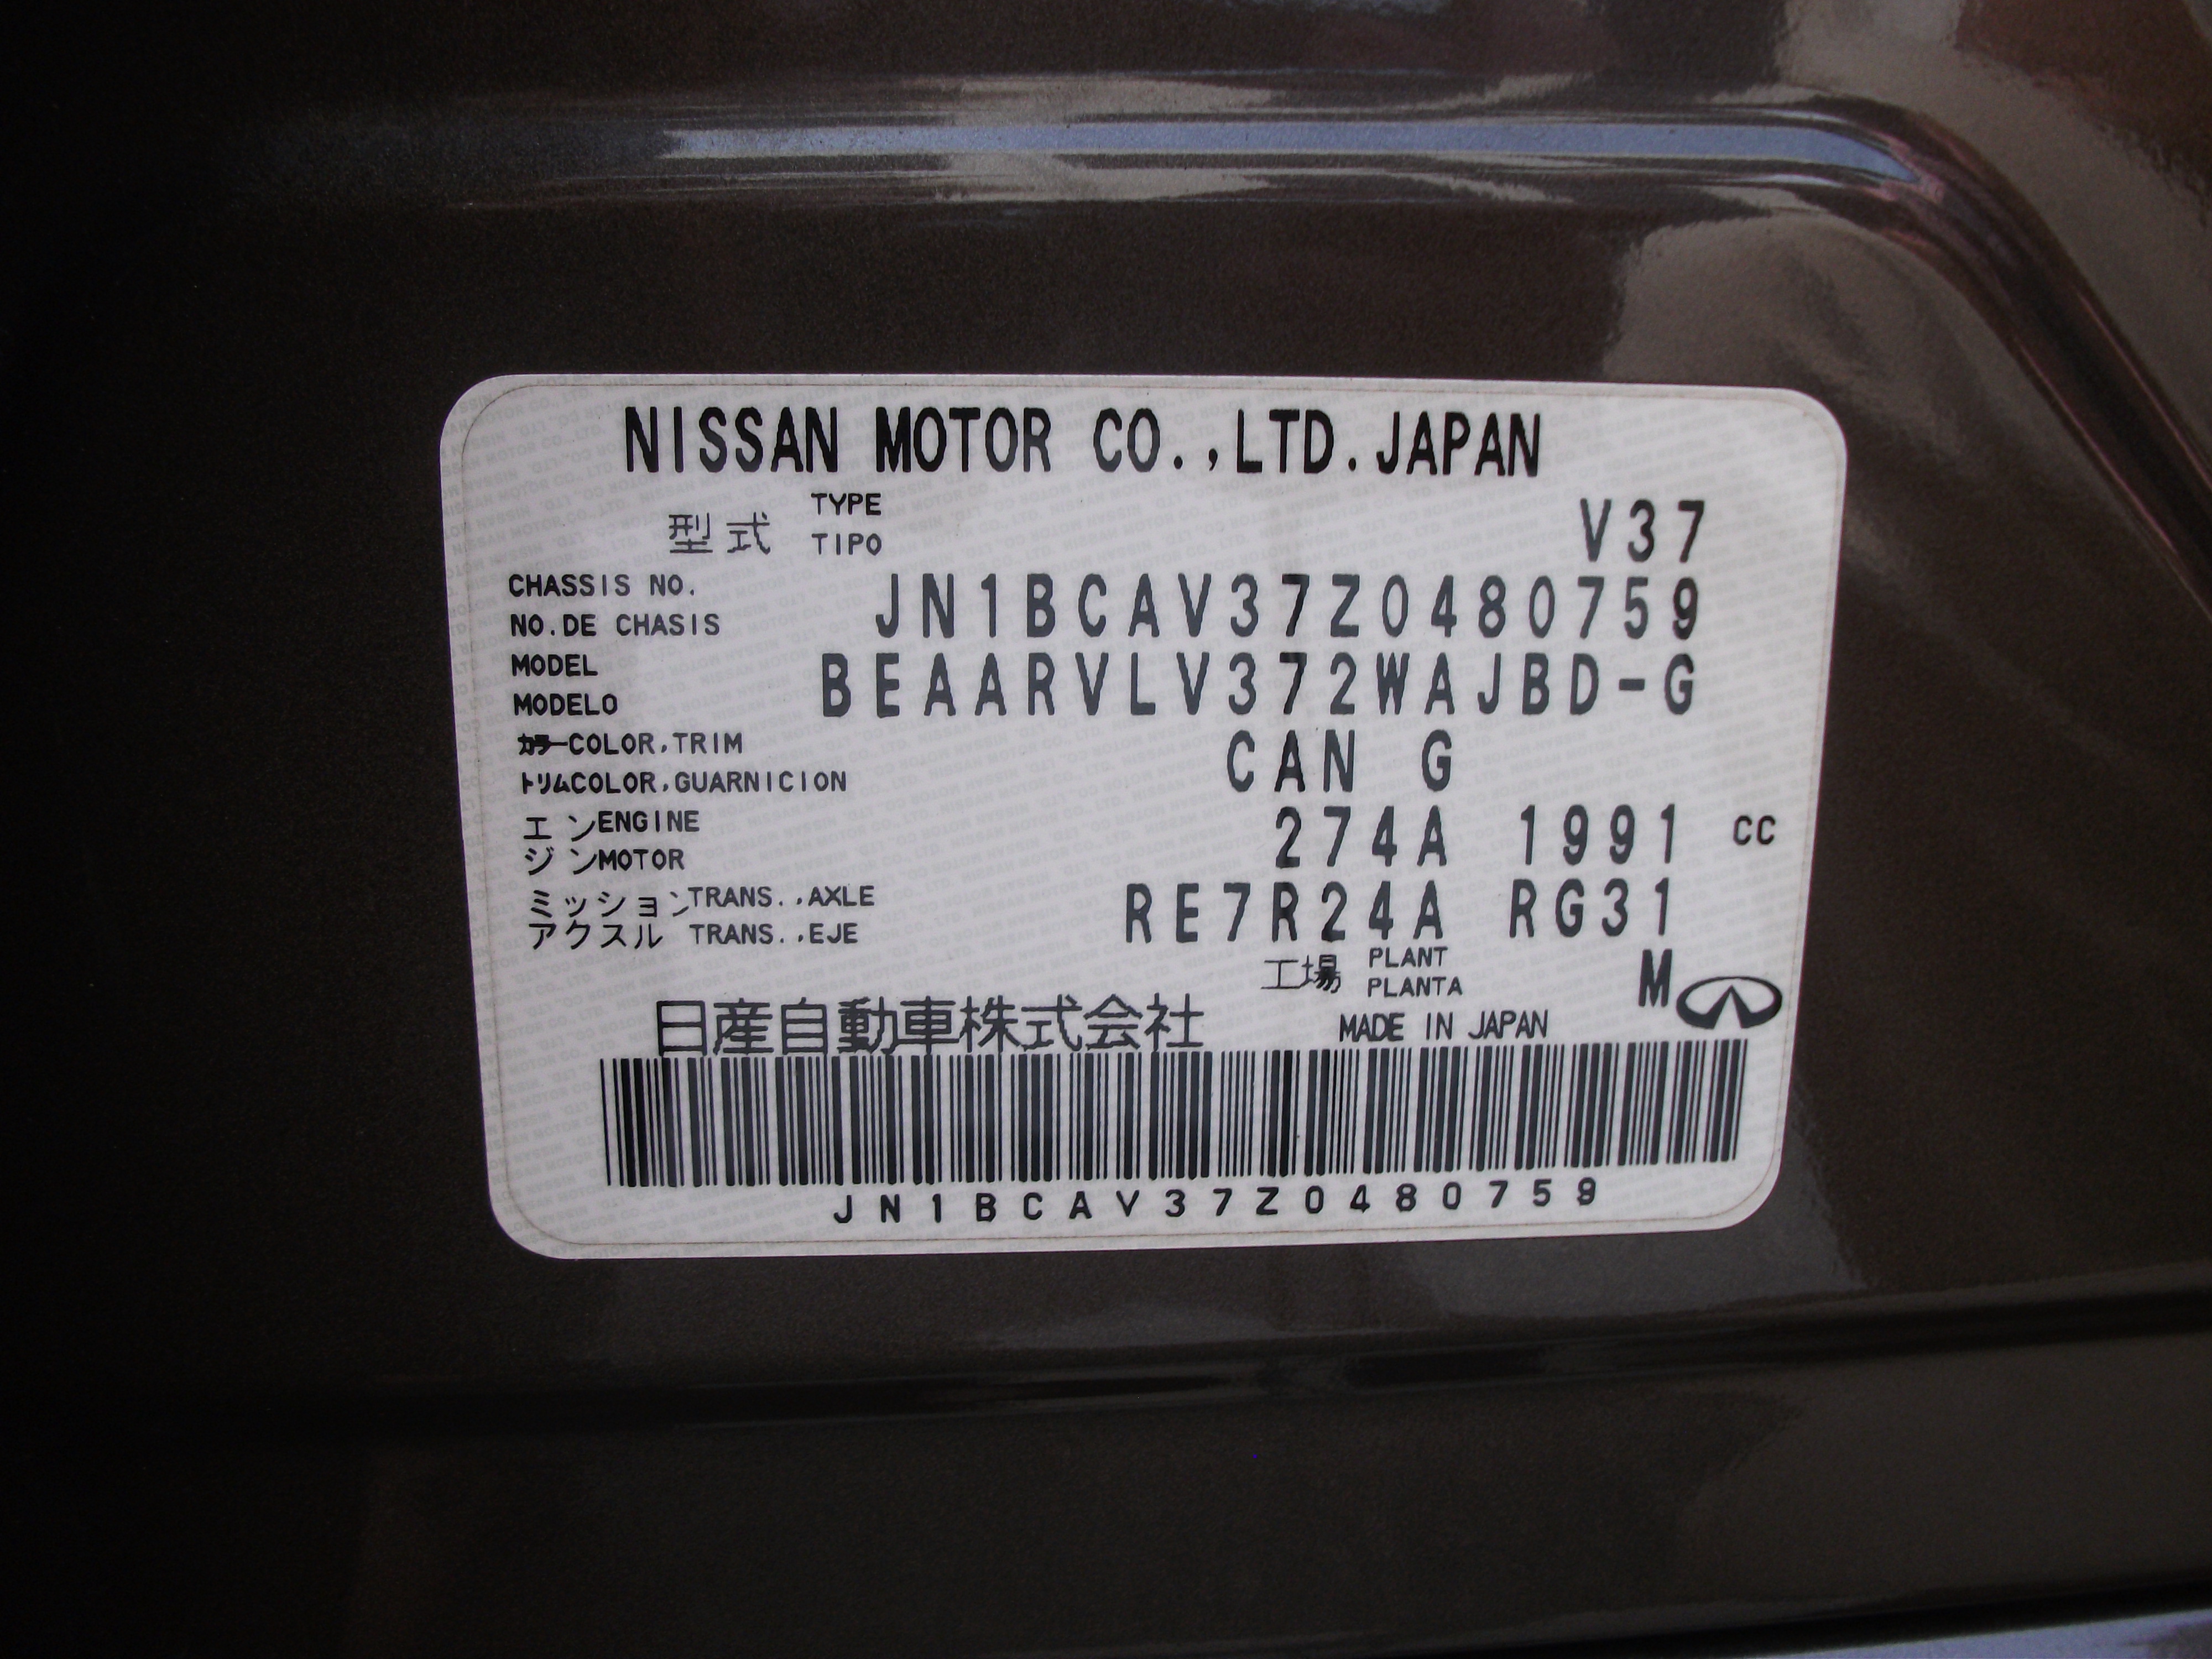 NISSAN MOTOR CO.,LTD.JAPAN
型式 TYPE V37
TIPO
CHASSIS NO. JN1BCAV37Z0480759
NO.DE CHASIS
MODEL BEAARVLV372WAJBD-G
MODELO
カラーCOLOR,TRIM CAN G
トリムCOLOR,GUARNICION
エンENGINE 274A 1991 CC
ジンMOTOR
ミッションTRANS.,AXLE RE7R24A RG31
アクスル TRANS.,EJE
工場 PLANT M
PLANTA
日産自動車株式会社 MADE IN JAPAN
JN1BCAV37Z0480759